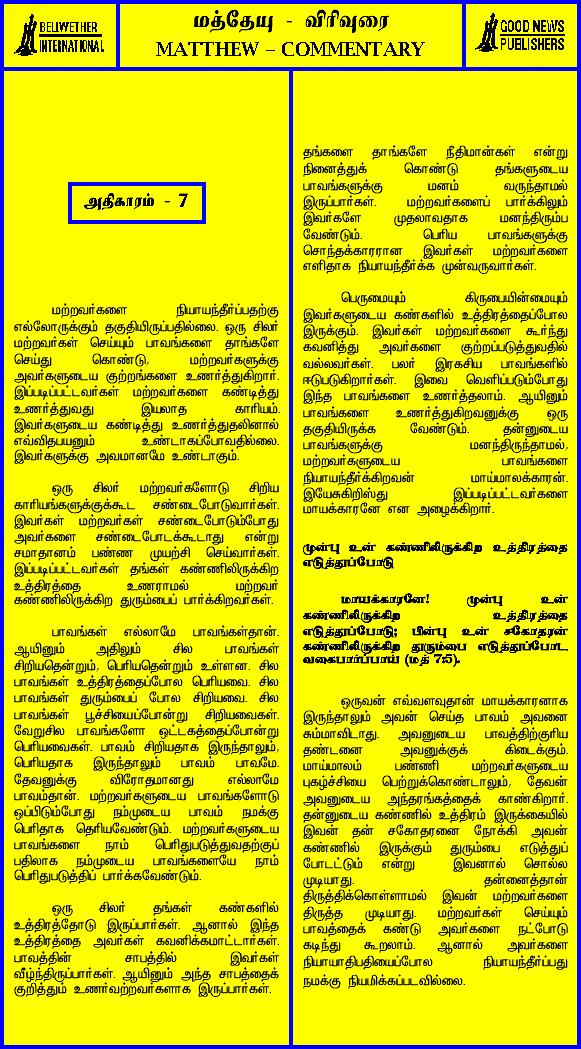 BELLWETHER
INTERNATIONAL
மத்தேயு - விரிவுரை
MATTHEW – COMMENTARY
GOOD NEWS
PUBLISHERS
அதிகாரம் - 7
மற்றவர்களை நியாயந்தீர்ப்பதற்கு
எல்லோருக்கும் தகுதியிருப்பதில்லை. ஒரு சிலர்
மற்றவர்கள் செய்யும் பாவங்களை தாங்களே
செய்து கொண்டு, மற்றவர்களுக்கு
அவர்களுடைய குற்றங்களை உணர்த்துகிறார்.
இப்படிப்பட்டவர்கள் மற்றவர்களை கண்டித்து
உணர்த்துவது இயலாத காரியம்.
இவர்களுடைய கண்டித்து உணர்த்துதலினால்
எவ்விதபயனும் உண்டாகப்போவதில்லை.
இவர்களுக்கு அவமானமே உண்டாகும்.
ஒரு சிலர் மற்றவர்களோடு சிறிய
காரியங்களுக்குக்கூட சண்டைபோடுவார்கள்.
இவர்கள் மற்றவர்கள் சண்டைபோடும்போது
அவர்களை சண்டைபோடக்கூடாது என்று
சமாதானம் பண்ண முயற்சி செய்வார்கள்.
இப்படிப்பட்டவர்கள் தங்கள் கண்ணிலிருக்கிற
உத்திரத்தை உணராமல் மற்றவர்
கண்ணிலிருக்கிற துரும்பைப் பார்க்கிறவர்கள்.
பாவங்கள் எல்லாமே பாவங்கள்தான்.
ஆயினும் அதிலும் சில பாவங்கள்
சிறியதென்றும், பெரியதென்றும் உள்ளன. சில
பாவங்கள் உத்திரத்தைப்போல பெரியவை. சில
பாவங்கள் துரும்பைப் போல சிறியவை. சில
பாவங்கள் பூச்சியைப்போன்று சிறியவைகள்.
வேறுசில பாவங்களோ ஒட்டகத்தைப்போன்று
பெரியவைகள். பாவம் சிறியதாக இருந்தாலும்,
பெரியதாக இருந்தாலும் பாவம் பாவமே.
தேவனுக்கு விரோதமானது எல்லாமே
பாவம்தான். மற்றவர்களுடைய பாவங்களோடு
ஒப்பிடும்போது நம்முடைய பாவம் நமக்கு
பெரிதாக தெரியவேண்டும். மற்றவர்களுடைய
பாவங்களை நாம் பெரிதுபடுத்துவதற்குப்
பதிலாக நம்முடைய பாவங்களையே நாம்
பெரிதுபடுத்திப் பார்க்கவேண்டும்.
ஒரு சிலர் தங்கள் கண்களில்
உத்திரத்தோடு இருப்பார்கள். ஆனால் இந்த
உத்திரத்தை அவர்கள் கவனிக்கமாட்டார்கள்.
பாவத்தின் சாபத்தில் இவர்கள்
வீழ்ந்திருப்பார்கள். ஆயினும் அந்த சாபத்தைக்
குறித்தும் உணர்வற்றவர்களாக இருப்பார்கள்.
தங்களை தாங்களே நீதிமான்கள் என்று
நினைத்துக் கொண்டு தங்களுடைய
பாவங்களுக்கு மனம் வருந்தாமல்
இருப்பார்கள். மற்றவர்களைப் பார்க்கிலும்
இவர்களே முதலாவதாக மனந்திரும்ப
வேண்டும். பெரிய பாவங்களுக்கு
சொந்தக்காரரான இவர்கள் மற்றவர்களை
எளிதாக நியாயந்தீர்க்க முன்வருவார்கள்.
பெருமையும் கிருபையின்மையும்
இவர்களுடைய கண்களில் உத்திரத்தைப்போல
இருக்கும். இவர்கள் மற்றவர்களை கூர்ந்து
கவனித்து அவர்களை குற்றப்படுத்துவதில்
வல்லவர்கள். பலர் இரகசிய பாவங்களில்
ஈடுபடுகிறார்கள். இவை வெளிப்படும்போது
இந்த பாவங்களை உணர்த்தலாம். ஆயினும்
பாவங்களை உணர்த்துகிறவனுக்கு ஒரு
தகுதியிருக்க வேண்டும். தன்னுடைய
பாவங்களுக்கு மனந்திருந்தாமல்,
மற்றவர்களுடைய பாவங்களை
நியாயந்தீர்க்கிறவன் மாய்மாலக்காரன்.
இயேசுகிறிஸ்து இப்படிப்பட்டவர்களை
மாயக்காரனே என அழைக்கிறார்.
முன்பு உன் கண்ணிலிருக்கிற உத்திரத்தை
எடுத்துப்போடு
மாயக்காரனே! முன்பு உன்
கண்ணிலிருக்கிற உத்திரத்தை
எடுத்துப்போடு; பின்பு உன் சகோதரன்
கண்ணிலிருக்கிற துரும்பை எடுத்துப்போட
வகைபார்ப்பாய் (மத் 7:5).
ஒருவன் எவ்வளவுதான் மாயக்காரனாக
இருந்தாலும் அவன் செய்த பாவம் அவனை
சும்மாவிடாது. அவனுடைய பாவத்திற்குரிய
தண்டனை அவனுக்குக் கிடைக்கும்.
மாய்மாலம் பண்ணி மற்றவர்களுடைய
புகழ்ச்சியை பெற்றுக்கொண்டாலும், தேவன்
அவனுடைய அந்தரங்கத்தைக் காண்கிறார்.
தன்னுடைய கண்ணில் உத்திரம் இருக்கையில்
இவன் தன் சகோதரனை நோக்கி அவன்
கண்ணில் இருக்கும் துரும்பை எடுத்துப்
போடட்டும் என்று இவனால் சொல்ல
முடியாது. தன்னைத்தான்
திருத்திக்கொள்ளாமல் இவன் மற்றவர்களை
திருத்த முடியாது. மற்றவர்கள் செய்யும்
பாவத்தைக் கண்டு அவர்களை நட்போடு
கடிந்து கூறலாம். ஆனால் அவர்களை
நியாயாதிபதியைப்போல நியாயந்தீர்ப்பது
நமக்கு நியமிக்கப்படவில்லை.